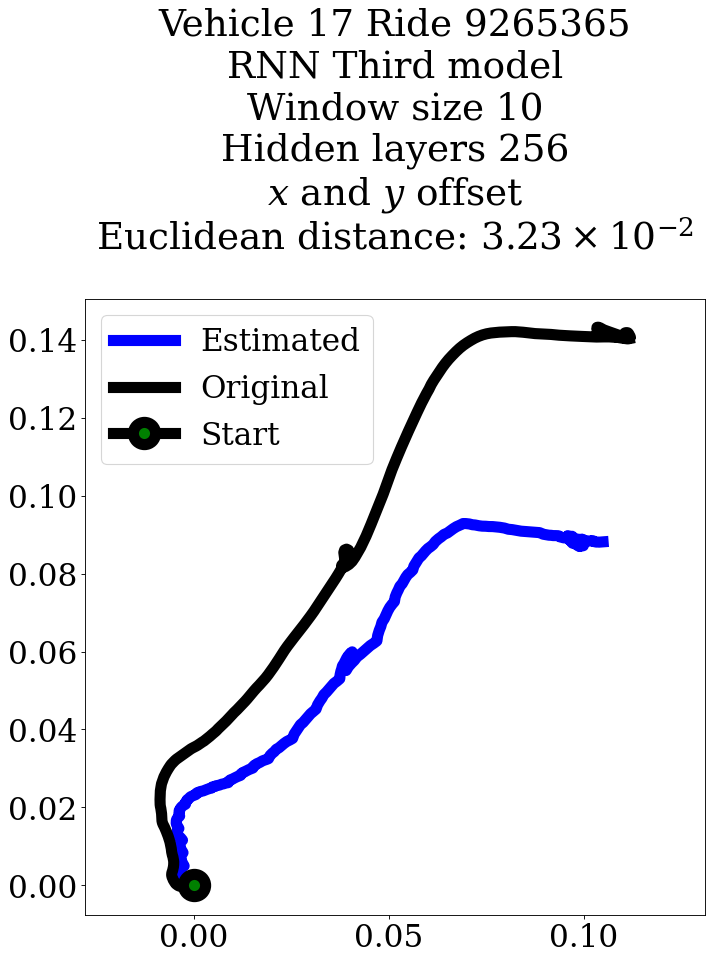 Vehicle 17 Ride 9265365
RNN Third model
Window size 10
Hidden layers 256
x and y offset
Euclidean distance: 3.23 × 10⁻²
Estimated
Original
Start
0.14
0.12
0.10
0.08
0.06
0.04
0.02
0.00
0.00 0.05 0.10